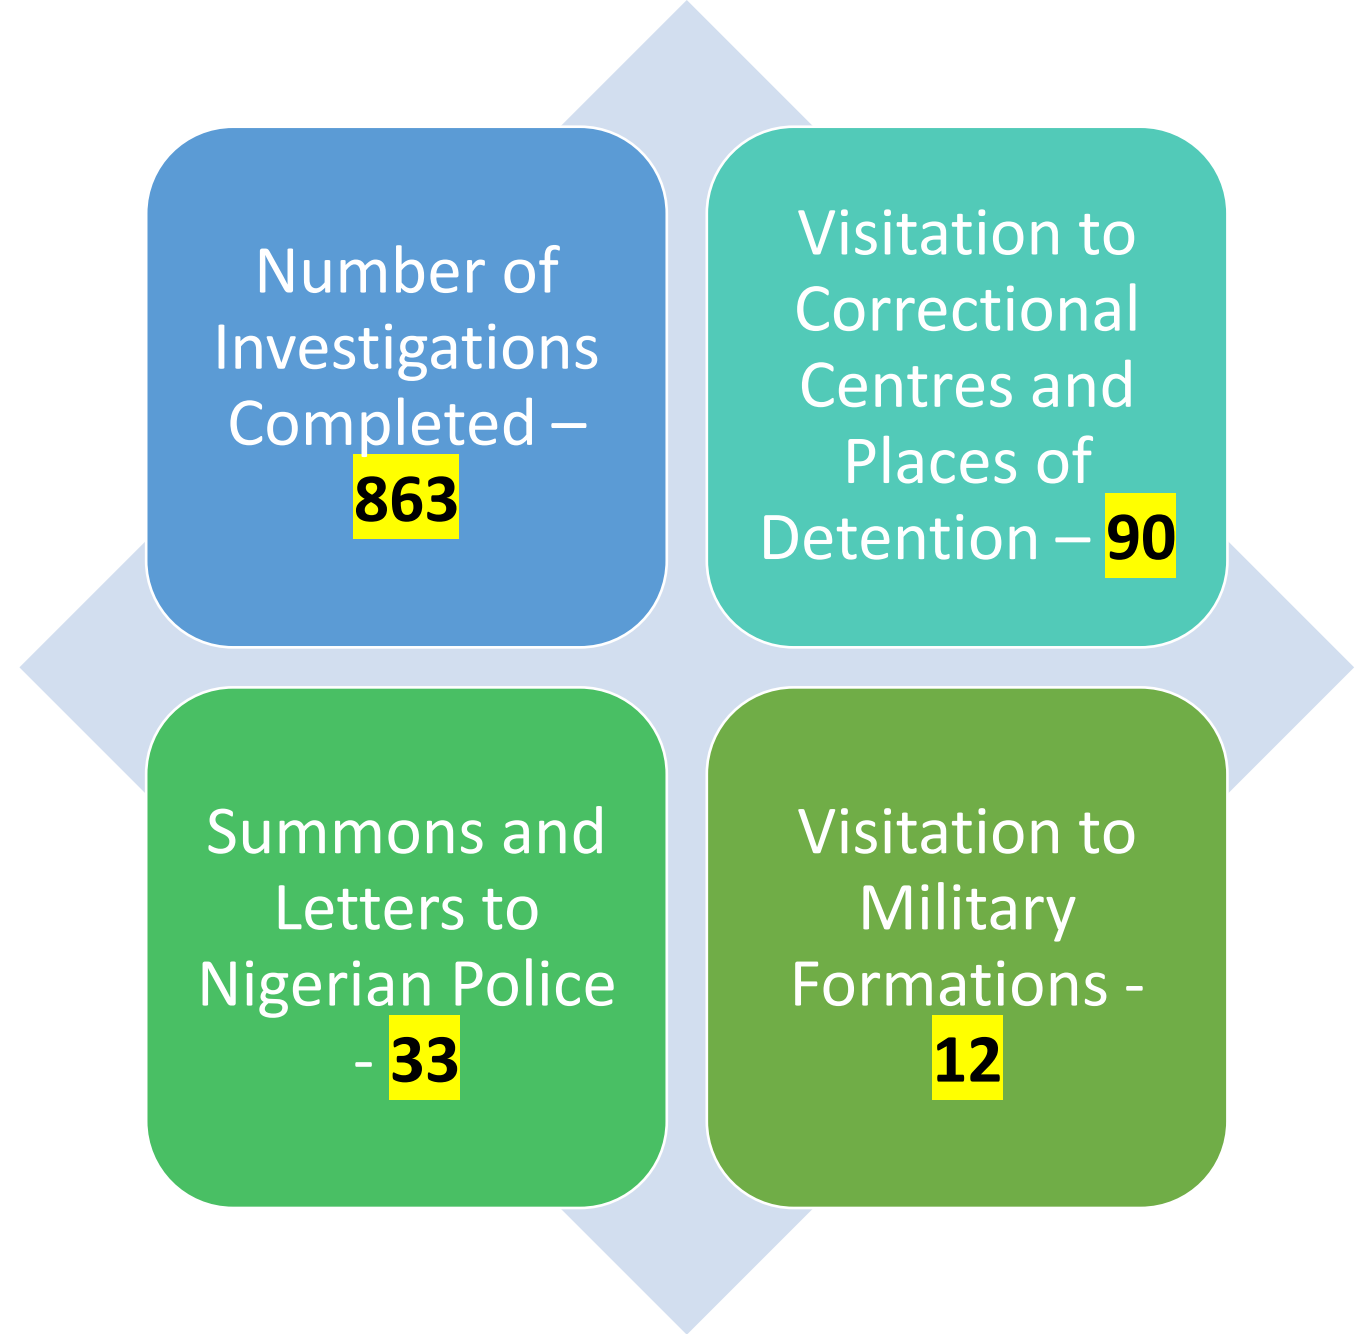 Number of
Investigations
Completed –
863
Visitation to
Correctional
Centres and
Places of
Detention – 90
Summons and
Letters to
Nigerian Police
- 33
Visitation to
Military
Formations -
12